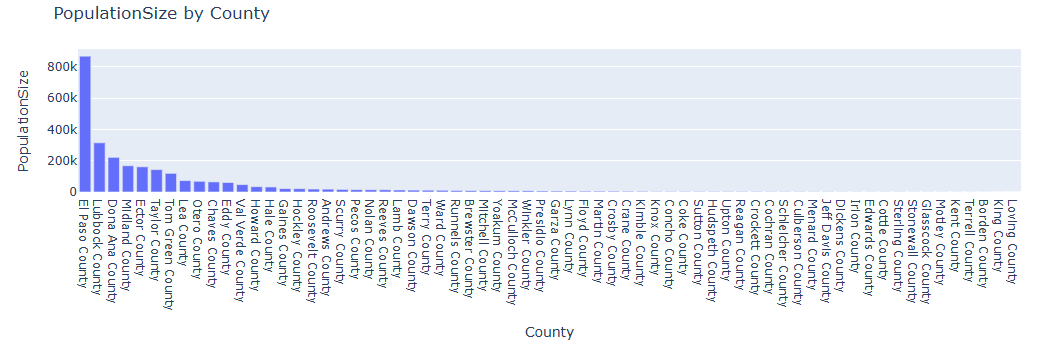 PopulationSize by County
PopulationSize
800k
600k
400k
200k
0
El Paso County
Lubbock County
Dona Ana County
Midland County
Ector County
Taylor County
Tom Green County
Lea County
Otero County
Chaves County
Eddy County
Val Verde County
Howard County
Hale County
Gaines County
Hockley County
Roosevelt County
Andrews County
Scurry County
Pecos County
Nolan County
Reeves County
Lamb County
Dawson County
Terry County
Ward County
Runnels County
Brewster County
Mitchell County
Yoakum County
McCulloch County
Winkler County
Presidio County
Garza County
Lynn County
Floyd County
Martin County
Crosby County
Crane County
Kimble County
Knox County
Concho County
Coke County
Sutton County
Hudspeth County
Upton County
Reagan County
Crockett County
Cochran County
Schleicher County
Culberson County
Menard County
Jeff Davis County
Dickens County
Irion County
Edwards County
Cottle County
Sterling County
Stonewall County
Glasscock County
Motley County
Kent County
Terrell County
Borden County
King County
Loving County
County